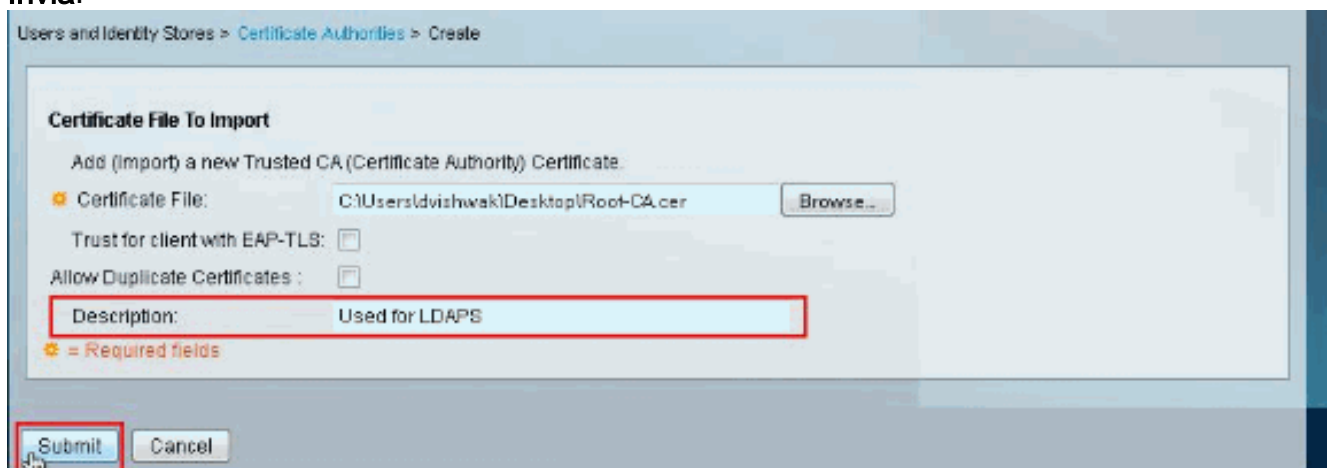 Invia.
Users and Identity Stores > Certificate Authorities > Create
Certificate File To Import
Add (Import) a new Trusted CA (Certificate Authority) Certificate.
Certificate File: C:\Users\dvishwak\Desktop\Root-CA.cer Browse...
Trust for client with EAP-TLS:
Allow Duplicate Certificates :
Description: Used for LDAPS
= Required fields
Submit Cancel